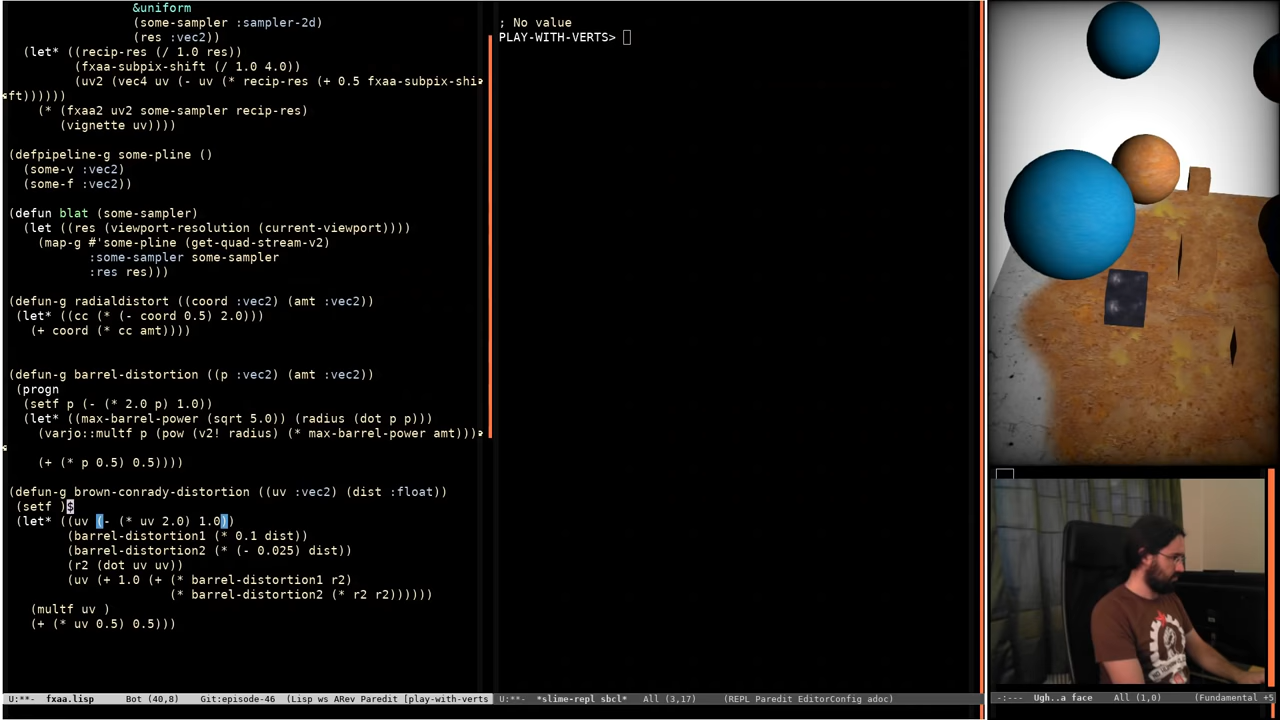 &uniform
(some-sampler :sampler-2d)
(res :vec2))
(let* ((recip-res (/ 1.0 res))
(fxaa-subpix-shift (/ 1.0 4.0))
(uv2 (vec4 uv (- uv (* recip-res (+ 0.5 fxaa-subpix-shi
ft))))))
(* (fxaa2 uv2 some-sampler recip-res)
(vignette uv))))
(defpipeline-g some-pline ()
(some-v :vec2)
(some-f :vec2))
(defun blat (some-sampler)
(let ((res (viewport-resolution (current-viewport))))
(map-g #'some-pline (get-quad-stream-v2)
:some-sampler some-sampler
:res res)))
(defun-g radialdistort ((coord :vec2) (amt :vec2))
(let* ((cc (* (- coord 0.5) 2.0)))
(+ coord (* cc amt))))
(defun-g barrel-distortion ((p :vec2) (amt :vec2))
(progn
(setf p (- (* 2.0 p) 1.0))
(let* ((max-barrel-power (sqrt 5.0)) (radius (dot p p)))
(varjo::multf p (pow (v2! radius) (* max-barrel-power amt)))
(+ (* p 0.5) 0.5))))
(defun-g brown-conrady-distortion ((uv :vec2) (dist :float))
(setf )$
(let* ((uv (- (* uv 2.0) 1.0))
(barrel-distortion1 (* 0.1 dist))
(barrel-distortion2 (* (- 0.025) dist))
(r2 (dot uv uv))
(uv (+ 1.0 (+ (* barrel-distortion1 r2)
(* barrel-distortion2 (* r2 r2))))))
(multf uv )
(+ (* uv 0.5) 0.5)))
U:**- fxaa.lisp Bot (40,8) Git:episode-46 (Lisp ws ARev Paredit [play-with-verts
; No value
PLAY-WITH-VERTS>
U:**- *slime-repl sbcl* All (3,17) (REPL Paredit EditorConfig adoc)
-:--- Ugh..a face All (1,0) (Fundamental +5